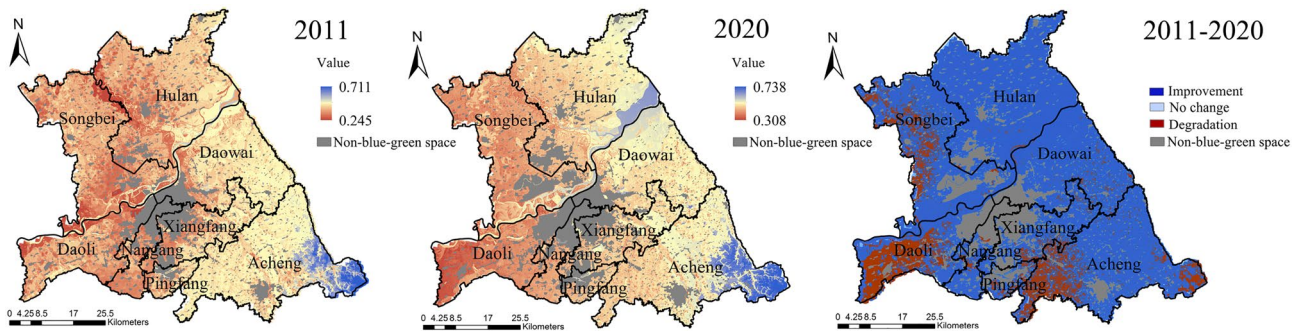 N
2011
Value
0.711
0.245
Non-blue-green space
Hulan
Songbei
Daowai
Xiangfang
Daoli
Nangang
Acheng
Pingfang
0 4.25 8.5 17 25.5
Kilometers
N
2020
Value
0.738
0.308
Non-blue-green space
Hulan
Songbei
Daowai
Xiangfang
Daoli
Nangang
Acheng
Pingfang
0 4.25 8.5 17 25.5
Kilometers
N
2011-2020
Improvement
No change
Degradation
Non-blue-green space
Hulan
Songbei
Daowai
Xiangfang
Daoli
Nangang
Acheng
Pingfang
0 4.25 8.5 17 25.5
Kilometers